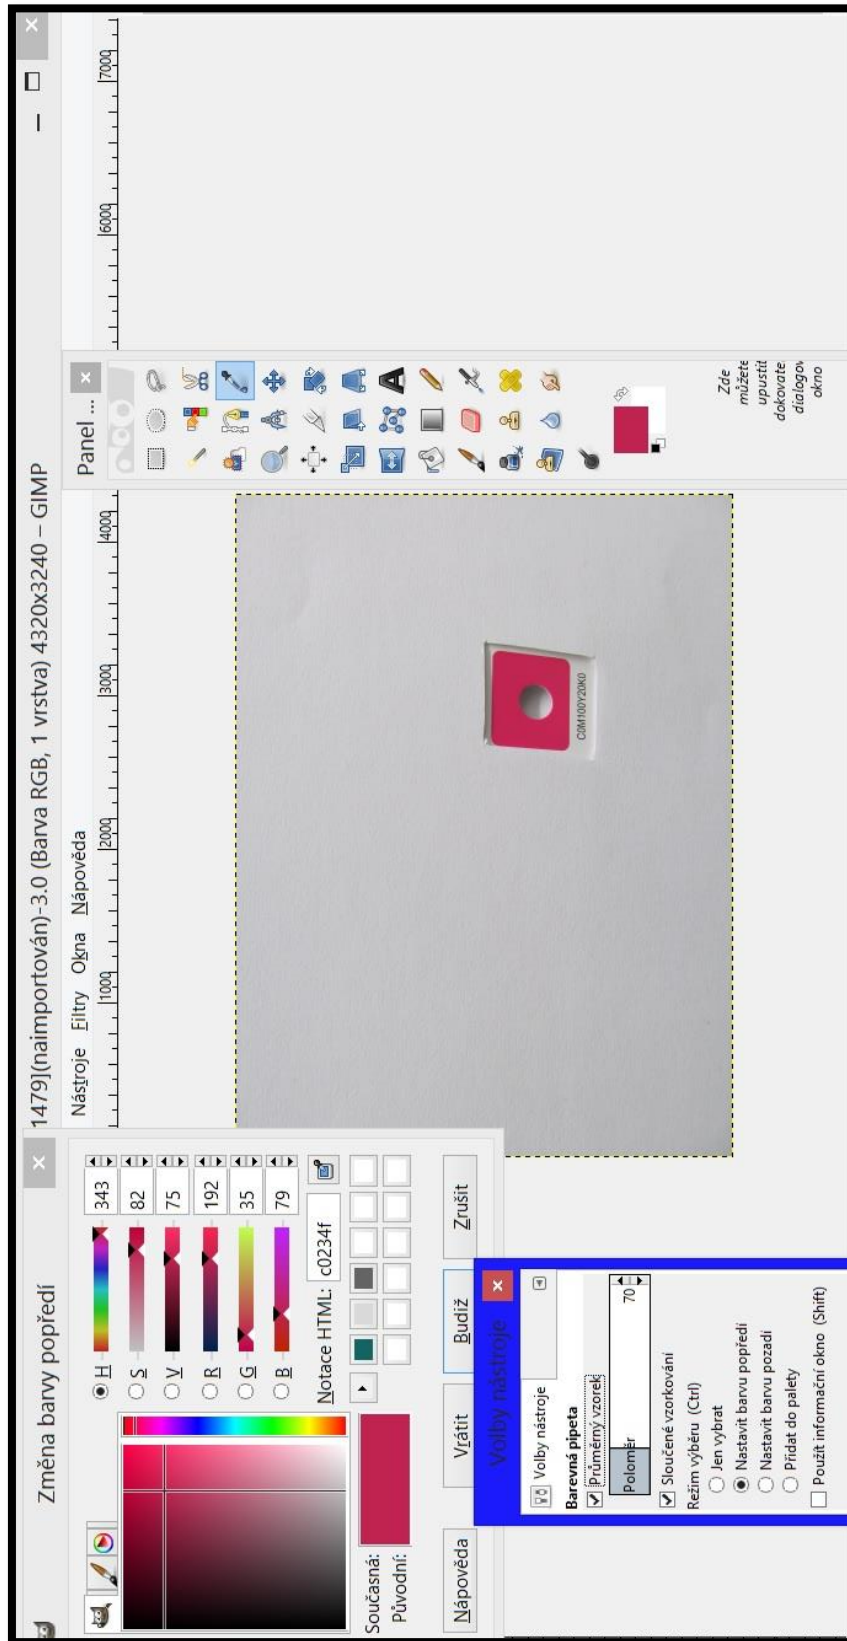 1479](naimportován)-3.0 (Barva RGB, 1 vrstva) 4320x3240 – GIMP
Nástroje Filtry Okna Nápověda
1000 2000 3000 4000 6000 7000
Změna barvy popředí
H 343
S 82
V 75
R 192
G 35
B 79
Notace HTML: c0234f
Současná:
Původní:
Nápověda Vrátit Budiž Zrušit
Volby nástroje
Volby nástroje
Barevná pipeta
Průměrný vzorek
Poloměr 70
Sloučené vzorkování
Režim výběru (Ctrl)
Jen vybrat
Nastavit barvu popředí
Nastavit barvu pozadí
Přidat do palety
Použít informační okno (Shift)
C0M100Y20K0
Panel ...
Zde
můžete
upustit
dokovate
dialogov
okno